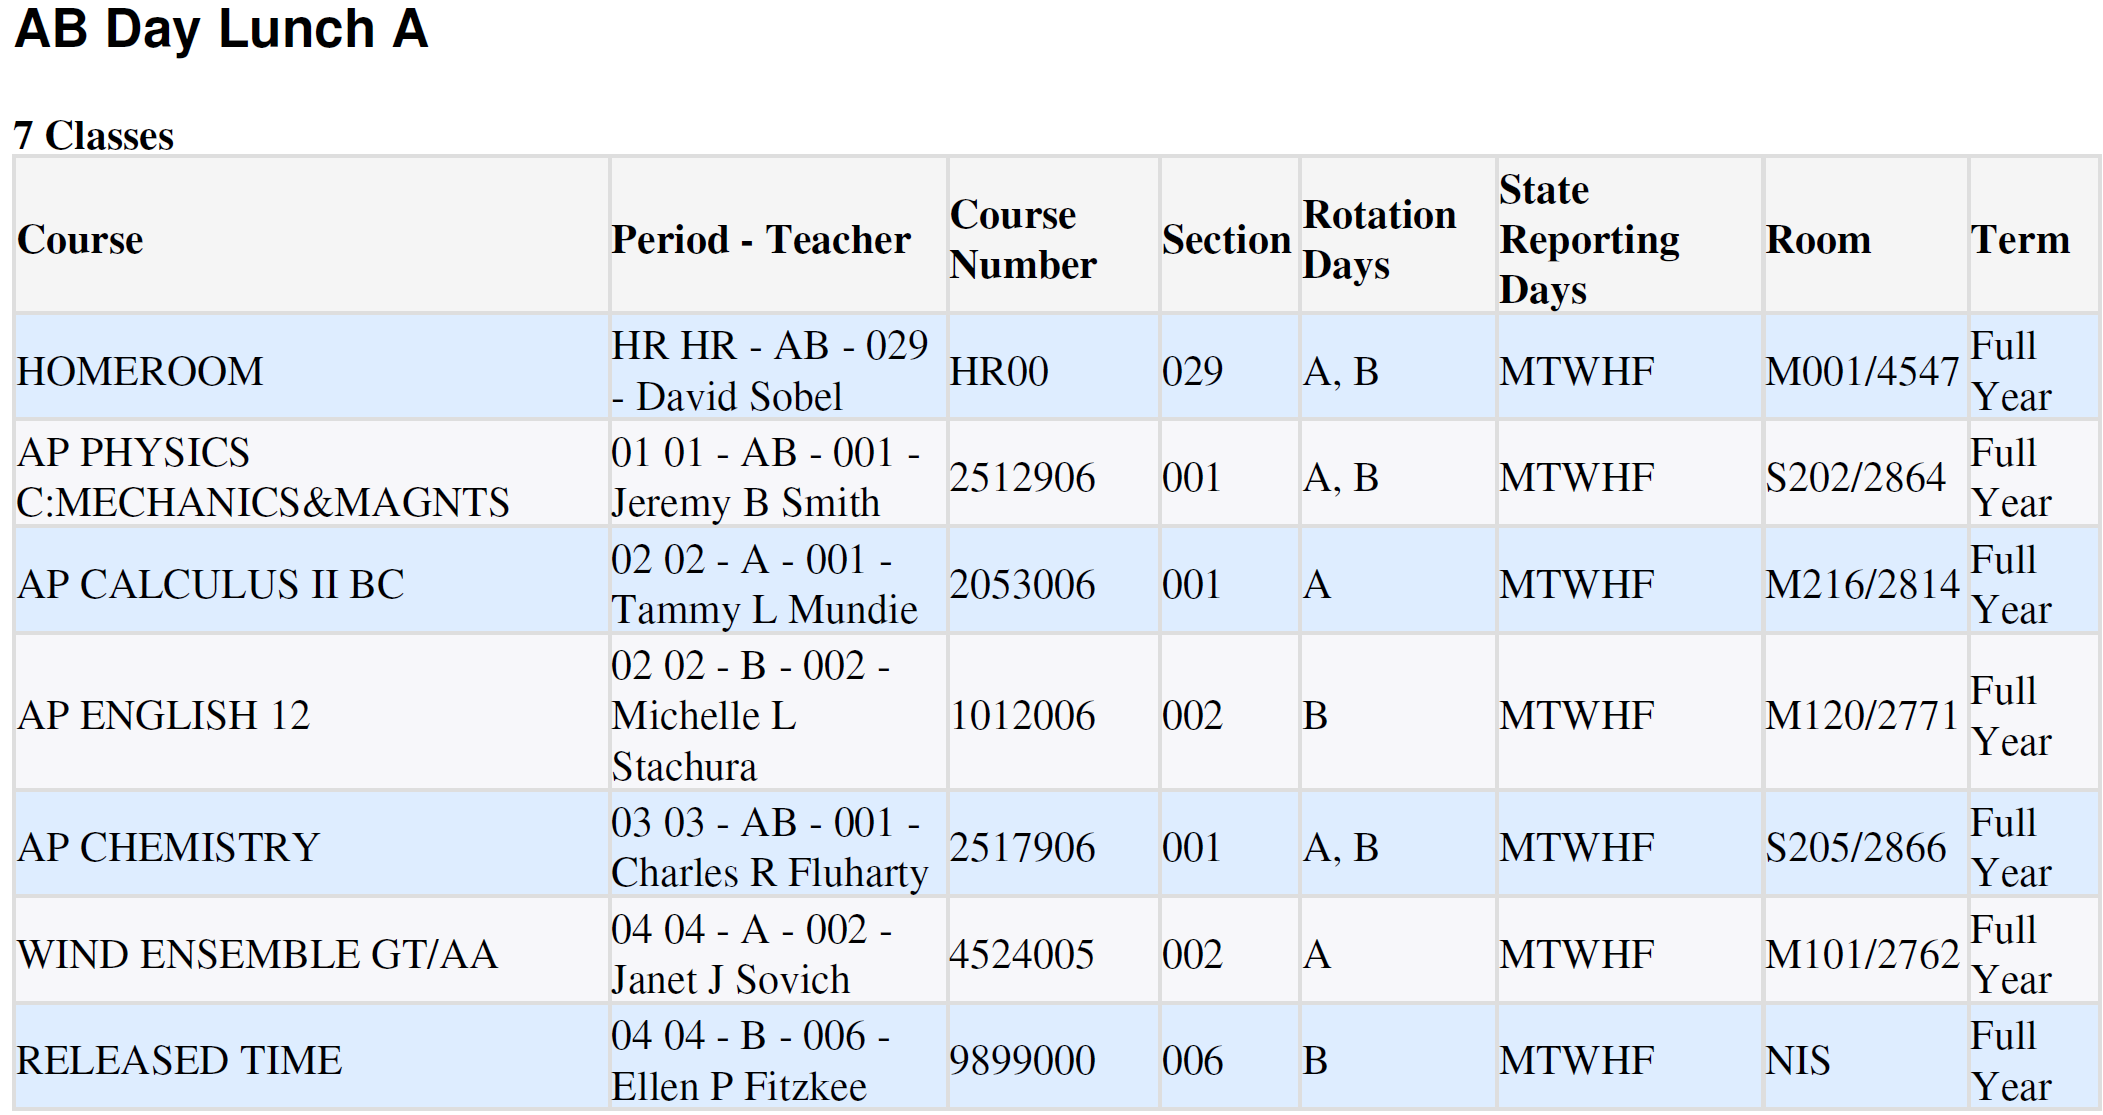 AB Day Lunch A
7 Classes
Course Period - Teacher Course Number Section Rotation Days State Reporting Days Room Term
HOMEROOM HR HR - AB - 029 - David Sobel HR00 029 A, B MTWHF M001/4547 Full Year
AP PHYSICS C:MECHANICS&MAGNTS 01 01 - AB - 001 - Jeremy B Smith 2512906 001 A, B MTWHF S202/2864 Full Year
AP CALCULUS II BC 02 02 - A - 001 - Tammy L Mundie 2053006 001 A MTWHF M216/2814 Full Year
AP ENGLISH 12 02 02 - B - 002 - Michelle L Stachura 1012006 002 B MTWHF M120/2771 Full Year
AP CHEMISTRY 03 03 - AB - 001 - Charles R Fluharty 2517906 001 A, B MTWHF S205/2866 Full Year
WIND ENSEMBLE GT/AA 04 04 - A - 002 - Janet J Sovich 4524005 002 A MTWHF M101/2762 Full Year
RELEASED TIME 04 04 - B - 006 - Ellen P Fitzkee 9899000 006 B MTWHF NIS Full Year